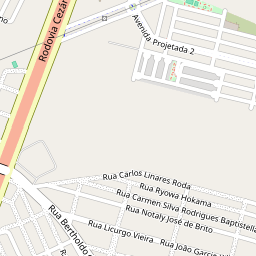 no
Rodovia Cezár
Avenida Projetada 2
Rua Carlos Linares Roda
Rua Ryowa Hokama
Rua Carmen Silva Rodrigues Baptistella
Rua Notaly José de Brito
Rua Bertholdo
Rua Licurgo Vieira
Rua João Garcia